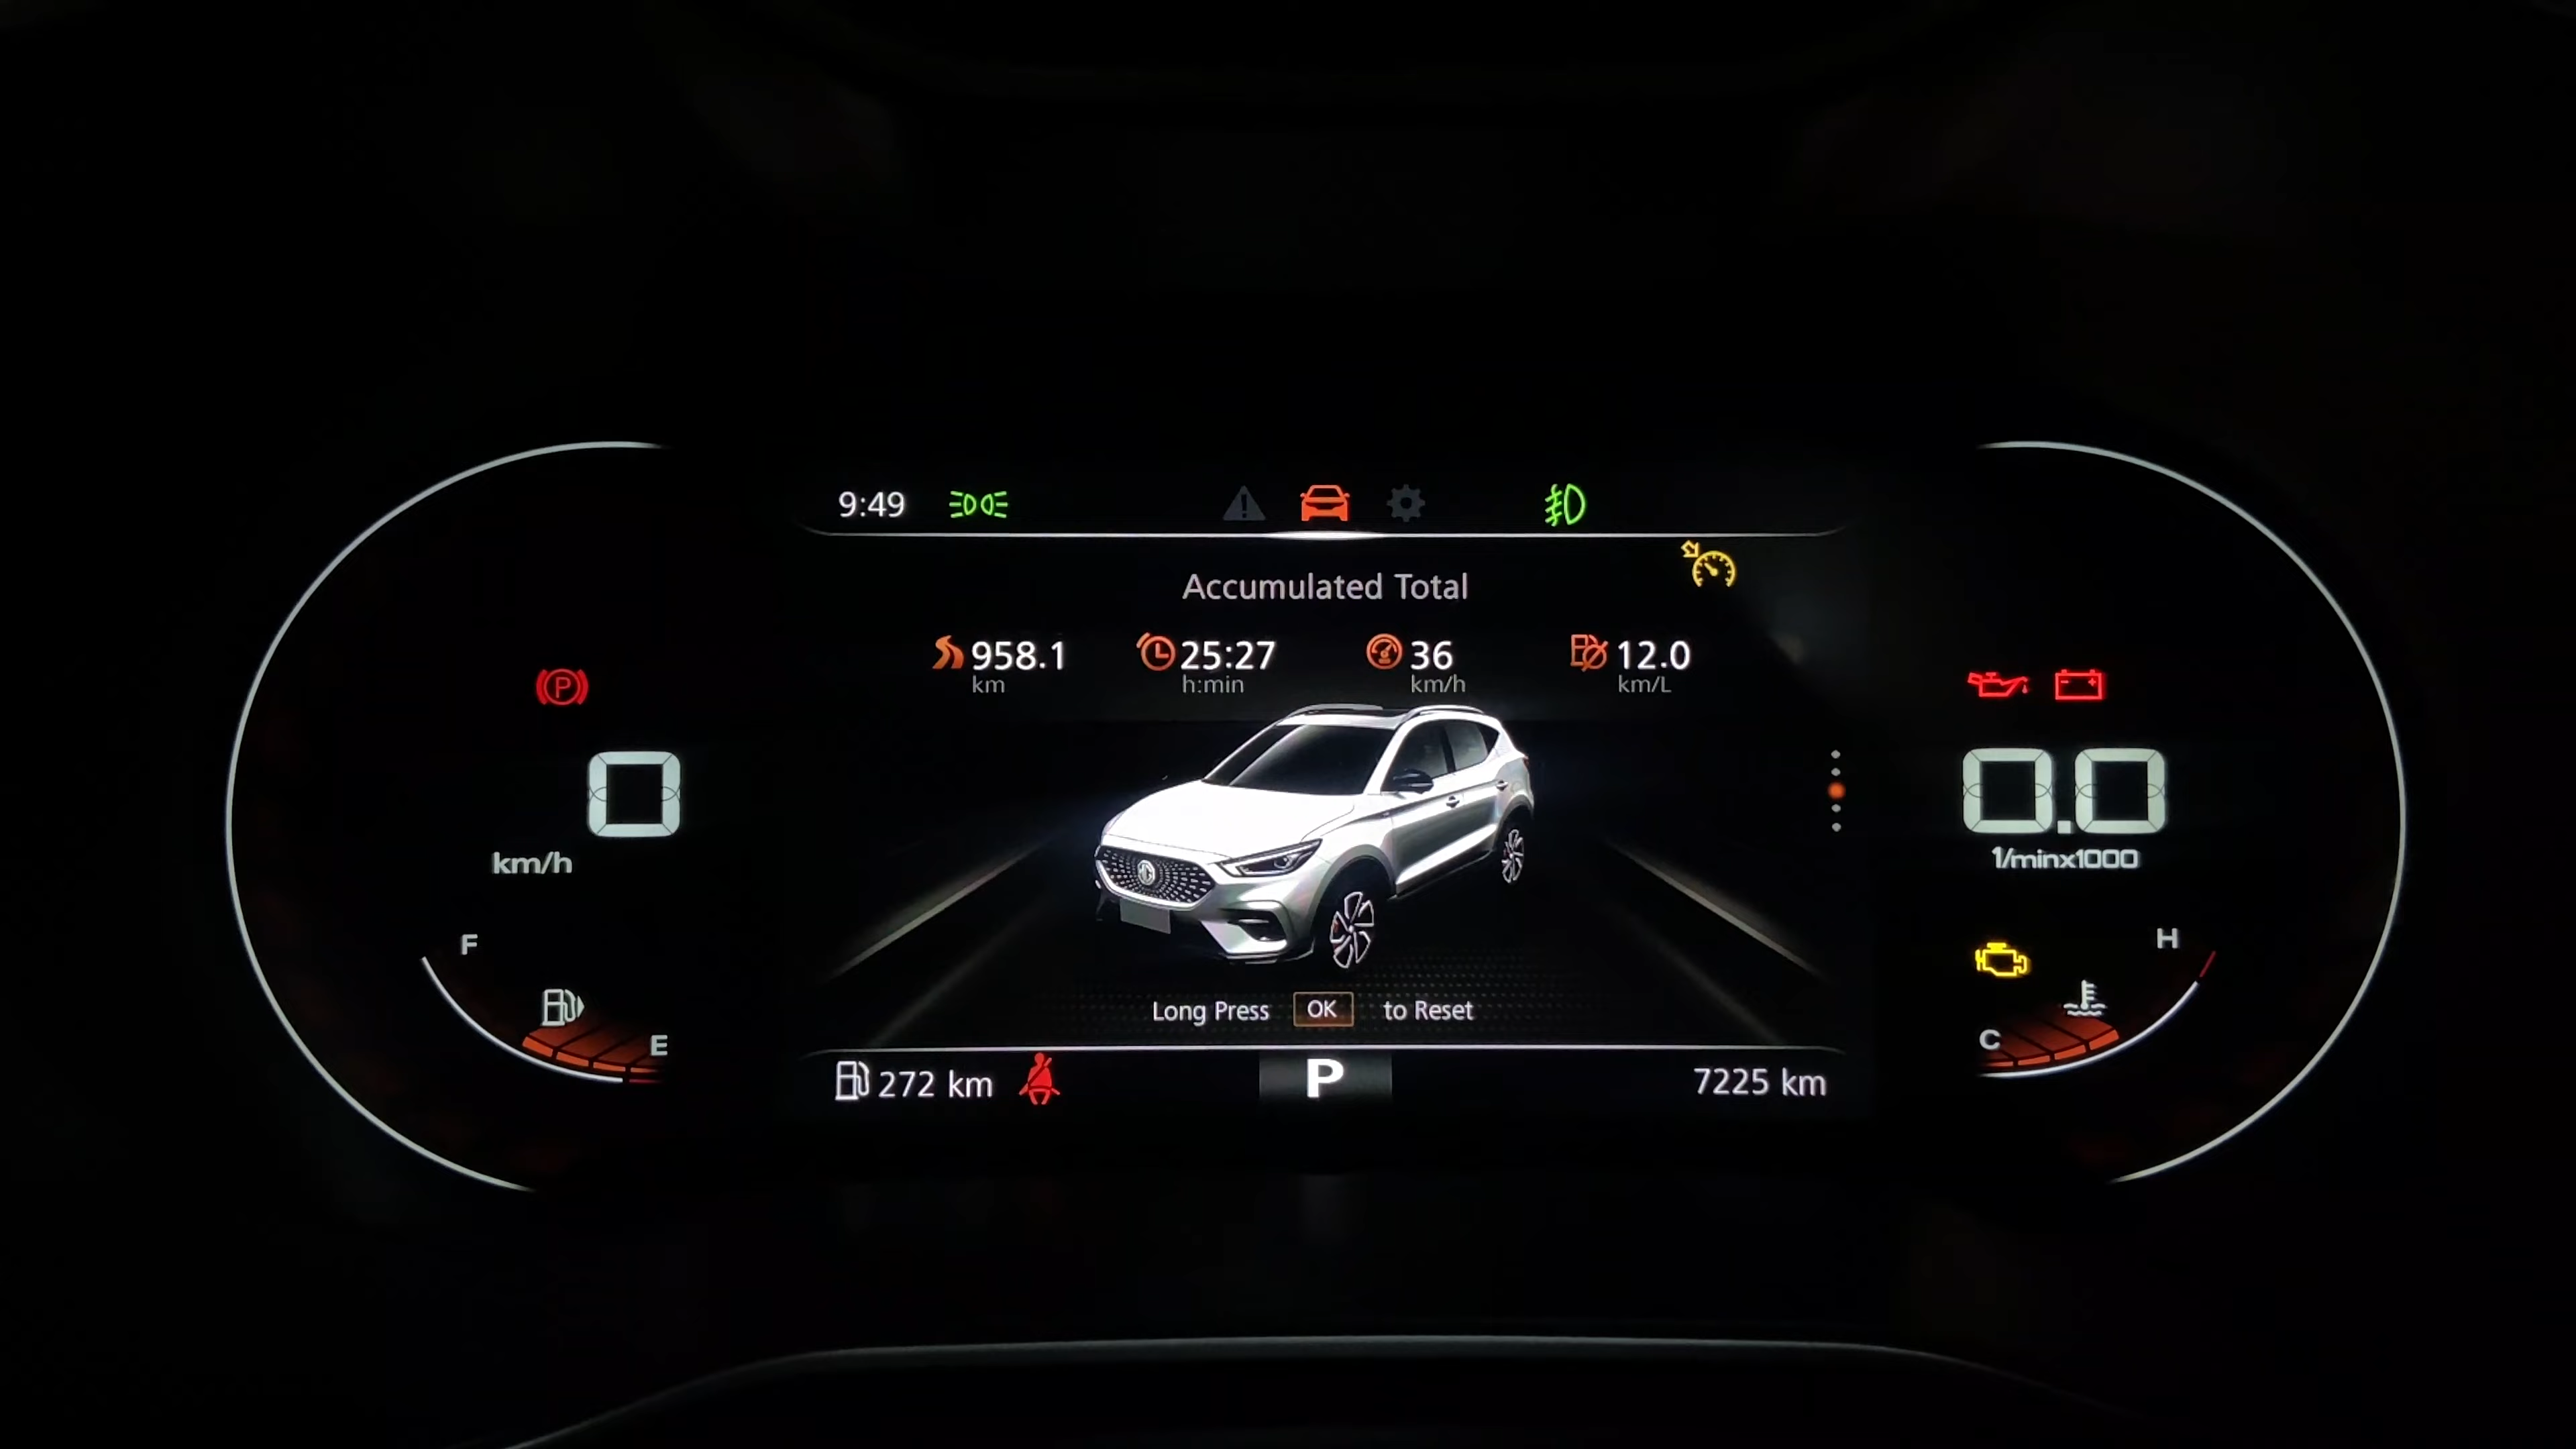 9:49
Accumulated Total
958.1 25:27 36 12.0
km h:min km/h km/L
P
0
km/h
0.0
1/minx1000
F
E
H
C
Long Press OK to Reset
272 km P 7225 km